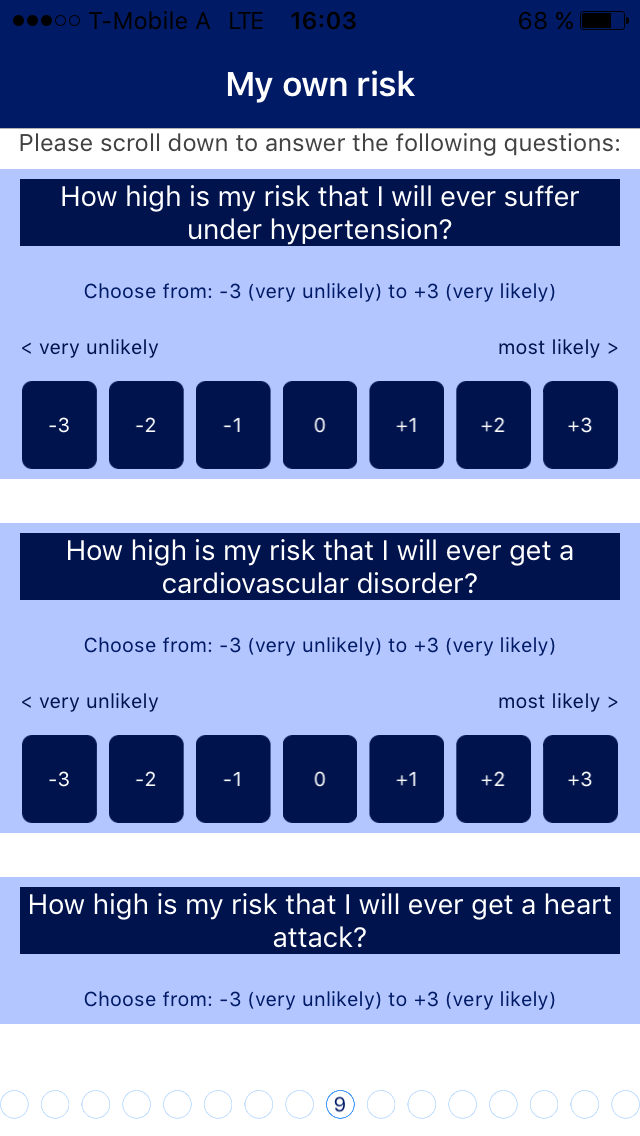 T-Mobile A LTE 16:03 68 %
My own risk
Please scroll down to answer the following questions:
How high is my risk that I will ever suffer
under hypertension?
Choose from: -3 (very unlikely) to +3 (very likely)
< very unlikely most likely >
-3 -2 -1 0 +1 +2 +3
How high is my risk that I will ever get a
cardiovascular disorder?
Choose from: -3 (very unlikely) to +3 (very likely)
< very unlikely most likely >
-3 -2 -1 0 +1 +2 +3
How high is my risk that I will ever get a heart
attack?
Choose from: -3 (very unlikely) to +3 (very likely)
9